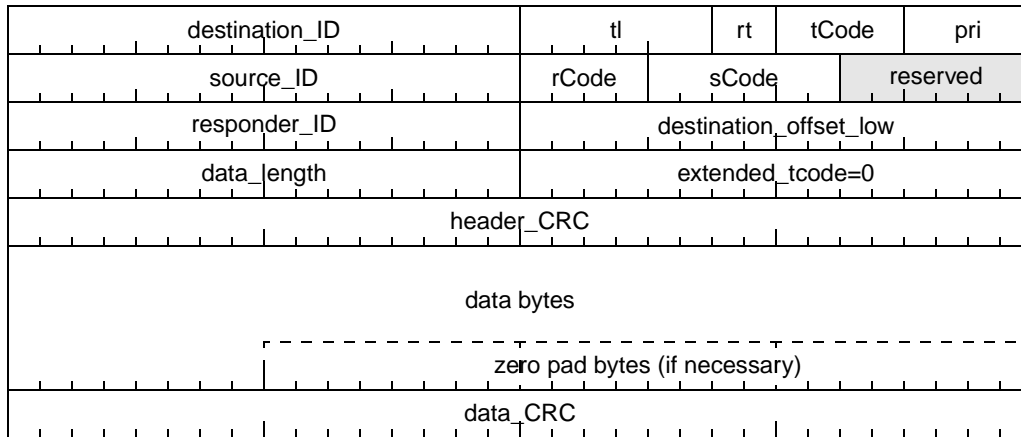 destination_ID tl rt tCode pri
source_ID rCode sCode reserved
responder_ID destination_offset_low
data_length extended_tcode=0
header_CRC
data bytes
zero pad bytes (if necessary)
data_CRC